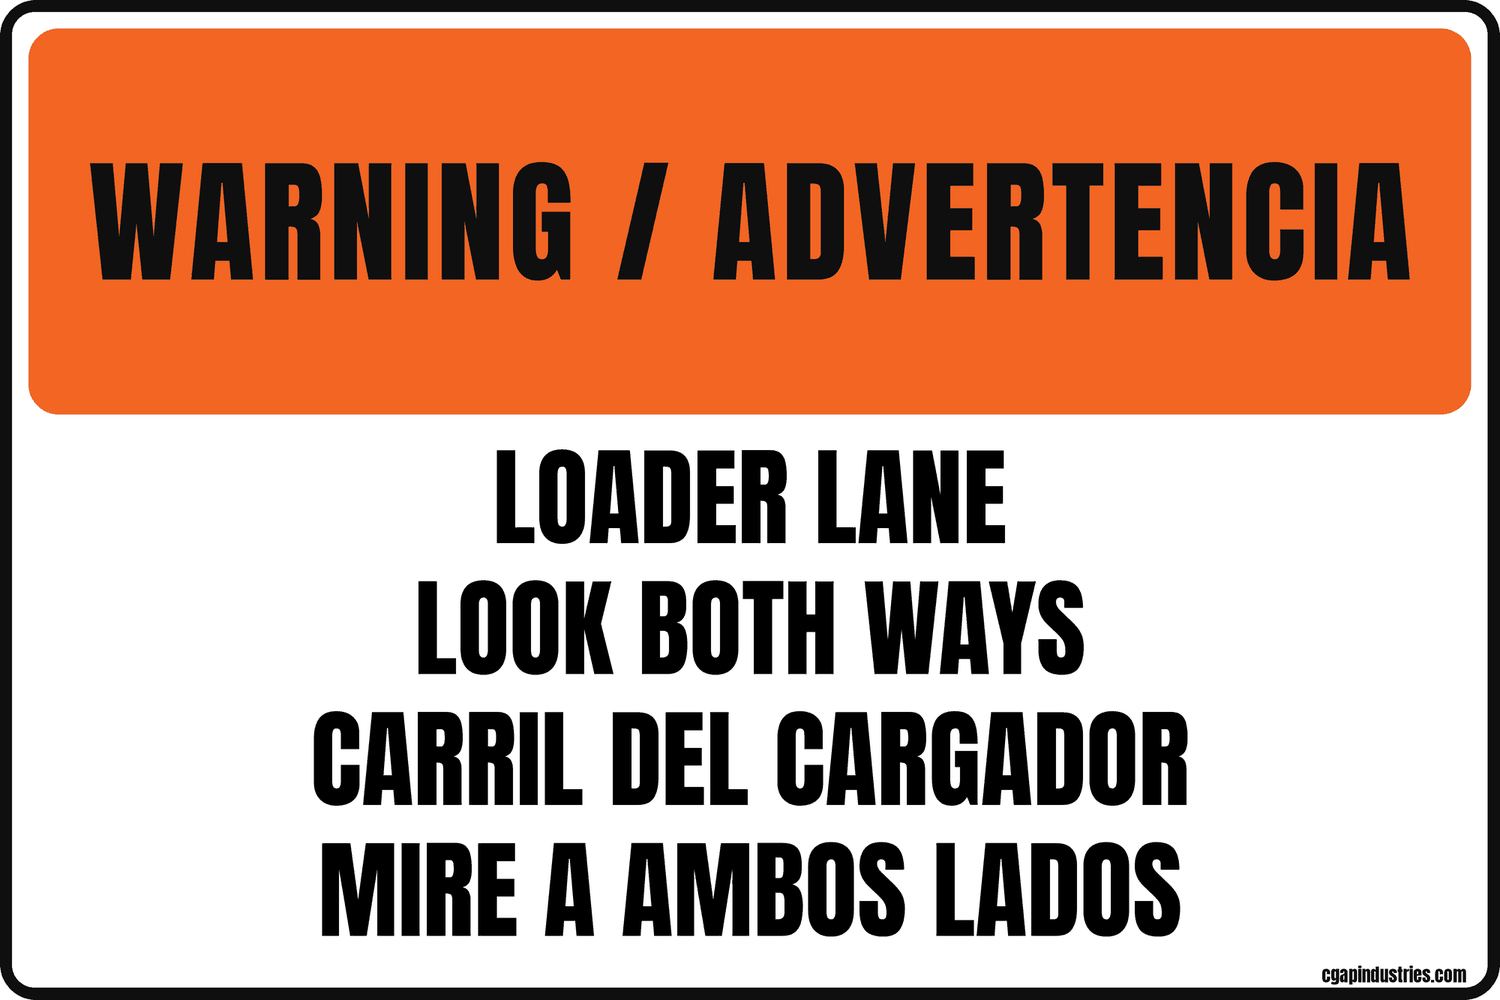 WARNING / ADVERTENCIA
LOADER LANE
LOOK BOTH WAYS
CARRIL DEL CARGADOR
MIRE A AMBOS LADOS
cgapindustries.com